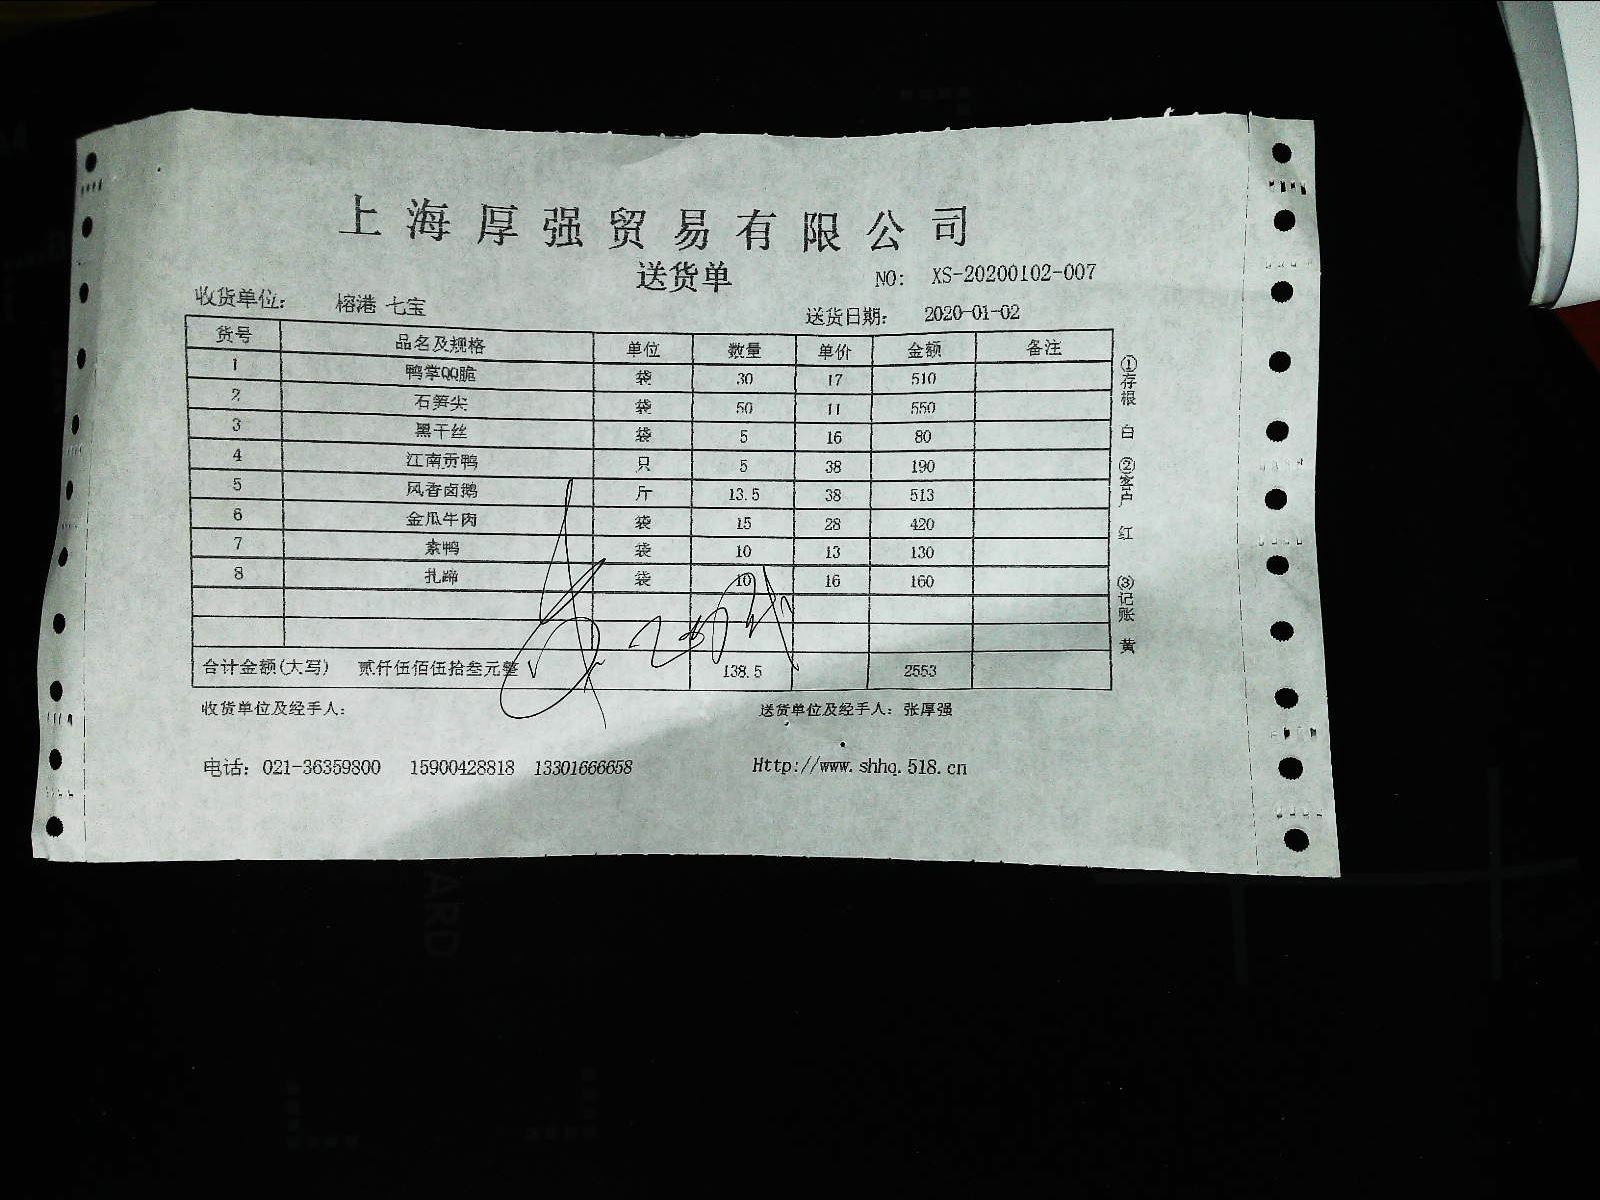 上海厚强贸易有限公司
送货单 NO: XS-20200102-007
收货单位: 榕港 七宝 送货日期: 2020-01-02
货号 品名及规格 单位 数量 单价 金额 备注
1 鸭掌QQ脆 袋 30 17 510
2 石笋尖 袋 50 11 550
3 黑干丝 袋 5 16 80
4 江南贡鸭 只 5 38 190
5 风香卤鹅 斤 13.5 38 513
6 金瓜牛肉 袋 15 28 420
7 素鸭 袋 10 13 130
8 扎蹄 袋 10 16 160
合计金额(大写) 贰仟伍佰伍拾叁元整 138.5 2553
收货单位及经手人: 送货单位及经手人: 张厚强
电话: 021-36359800 15900428818 13301666658 Http://www.shhq.518.cn
①存根 白 ②客户 红 ③记账 黄
ARD